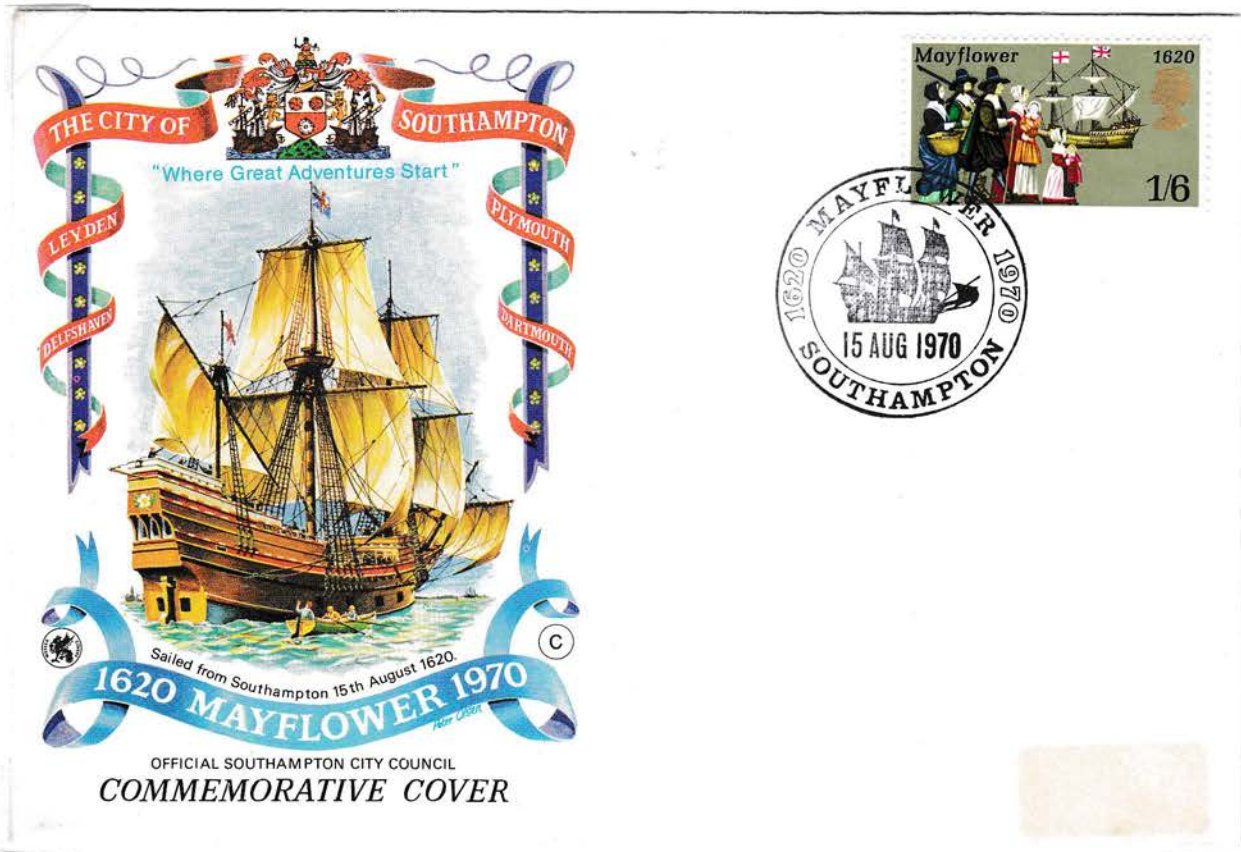 THE CITY OF SOUTHAMPTON
"Where Great Adventures Start"
LEYDEN
PLYMOUTH
DELFSHAVEN
DARTMOUTH
C
Sailed from Southampton 15th August 1620.
1620 MAYFLOWER 1970
OFFICIAL SOUTHAMPTON CITY COUNCIL
COMMEMORATIVE COVER
Mayflower 1620
1/6
1620 MAYFLOWER 1970
15 AUG 1970
SOUTHAMPTON